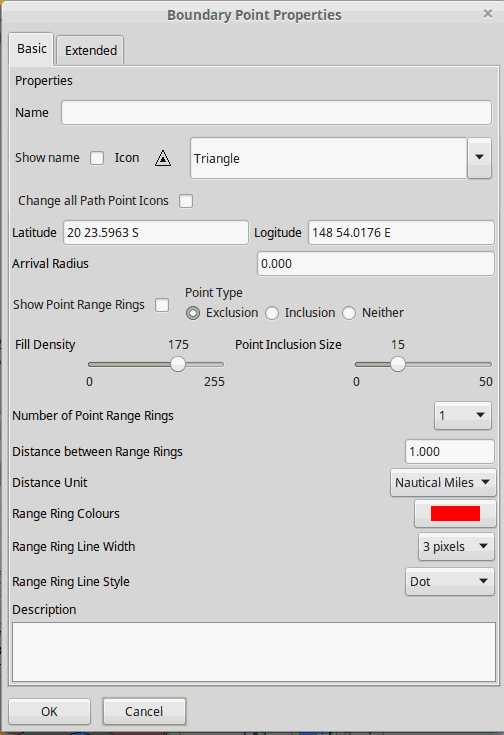 Boundary Point Properties
Basic Extended
Properties
Name
Show name Icon Triangle
Change all Path Point Icons
Latitude 20 23.5963 S Logitude 148 54.0176 E
Arrival Radius 0.000
Point Type
Show Point Range Rings Exclusion Inclusion Neither
Fill Density 175 Point Inclusion Size 15
0 255 0 50
Number of Point Range Rings 1
Distance between Range Rings 1.000
Distance Unit Nautical Miles
Range Ring Colours
Range Ring Line Width 3 pixels
Range Ring Line Style Dot
Description
OK Cancel